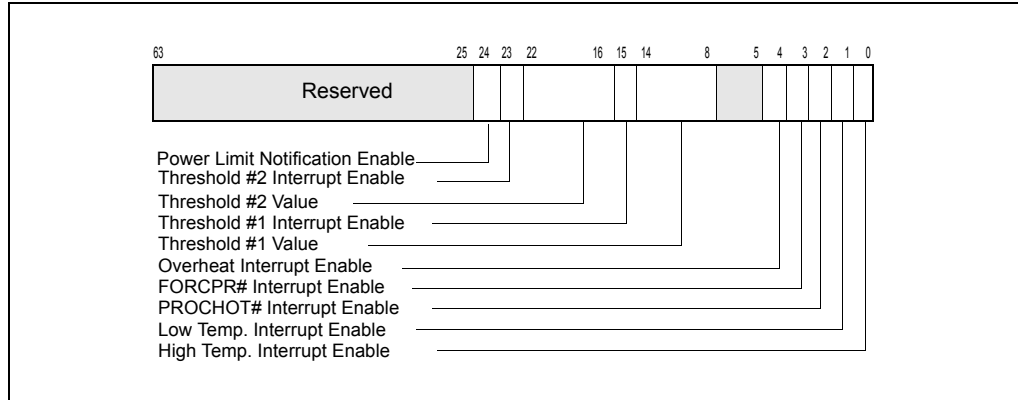 63 25 24 23 22 16 15 14 8 5 4 3 2 1 0
Reserved
Power Limit Notification Enable
Threshold #2 Interrupt Enable
Threshold #2 Value
Threshold #1 Interrupt Enable
Threshold #1 Value
Overheat Interrupt Enable
FORCPR# Interrupt Enable
PROCHOT# Interrupt Enable
Low Temp. Interrupt Enable
High Temp. Interrupt Enable